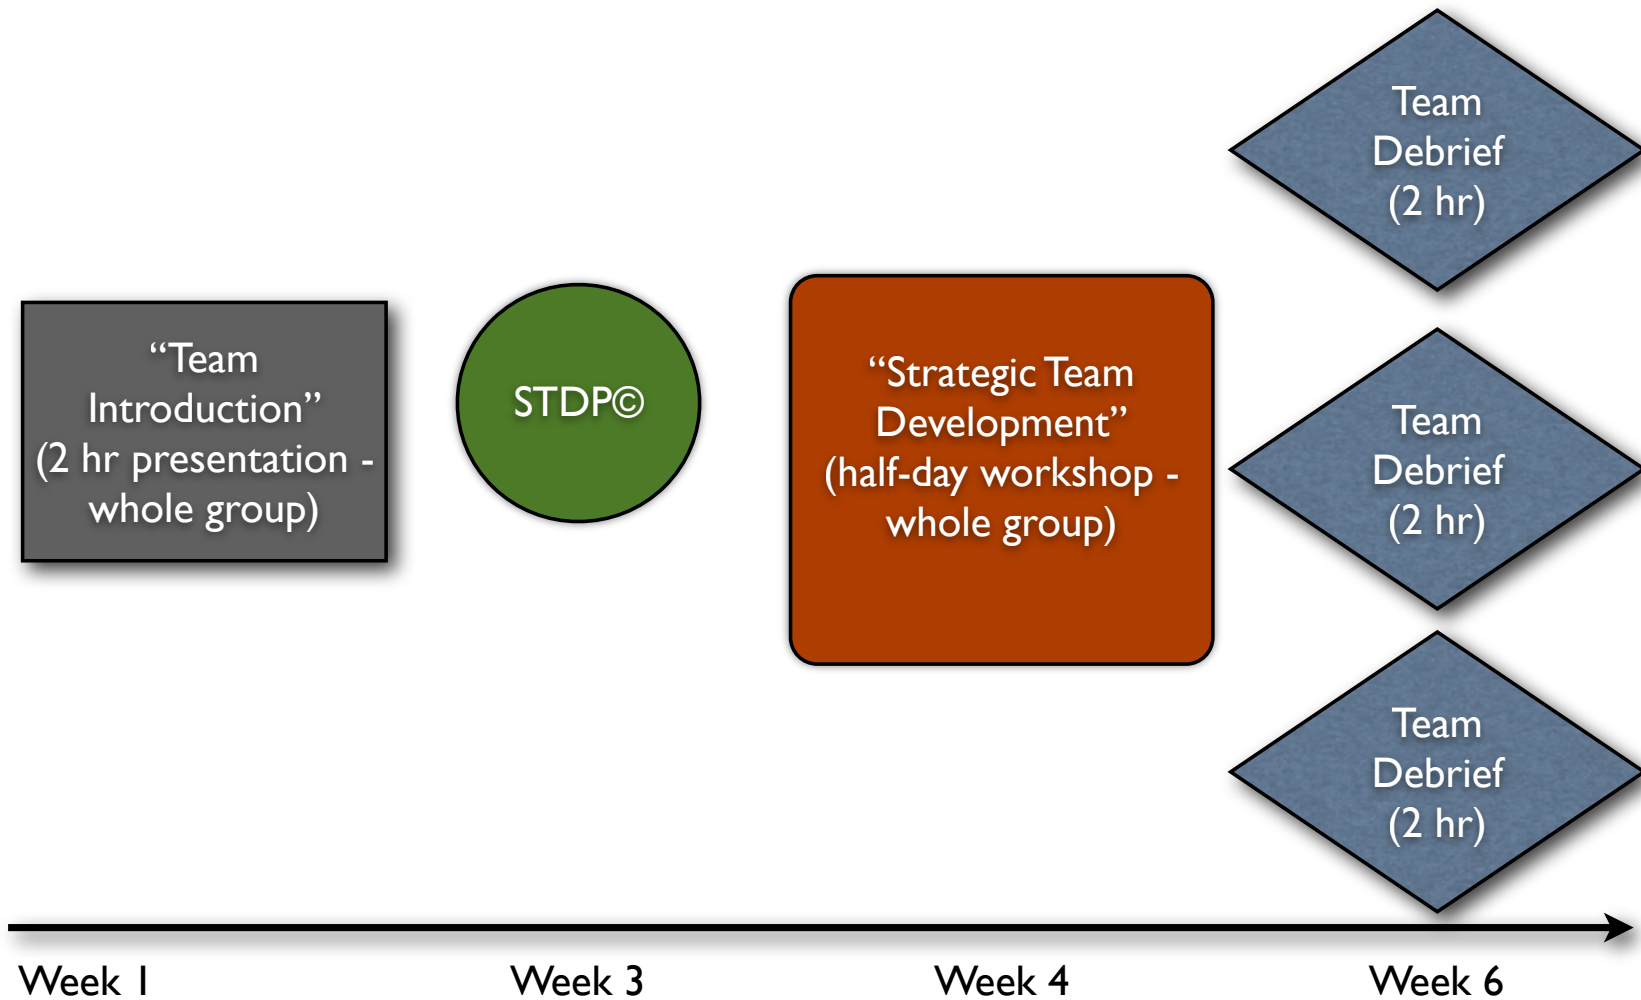 “Team
Introduction”
(2 hr presentation -
whole group)
STDP©
“Strategic Team
Development”
(half-day workshop -
whole group)
Team
Debrief
(2 hr)
Team
Debrief
(2 hr)
Team
Debrief
(2 hr)
Week 1
Week 3
Week 4
Week 6